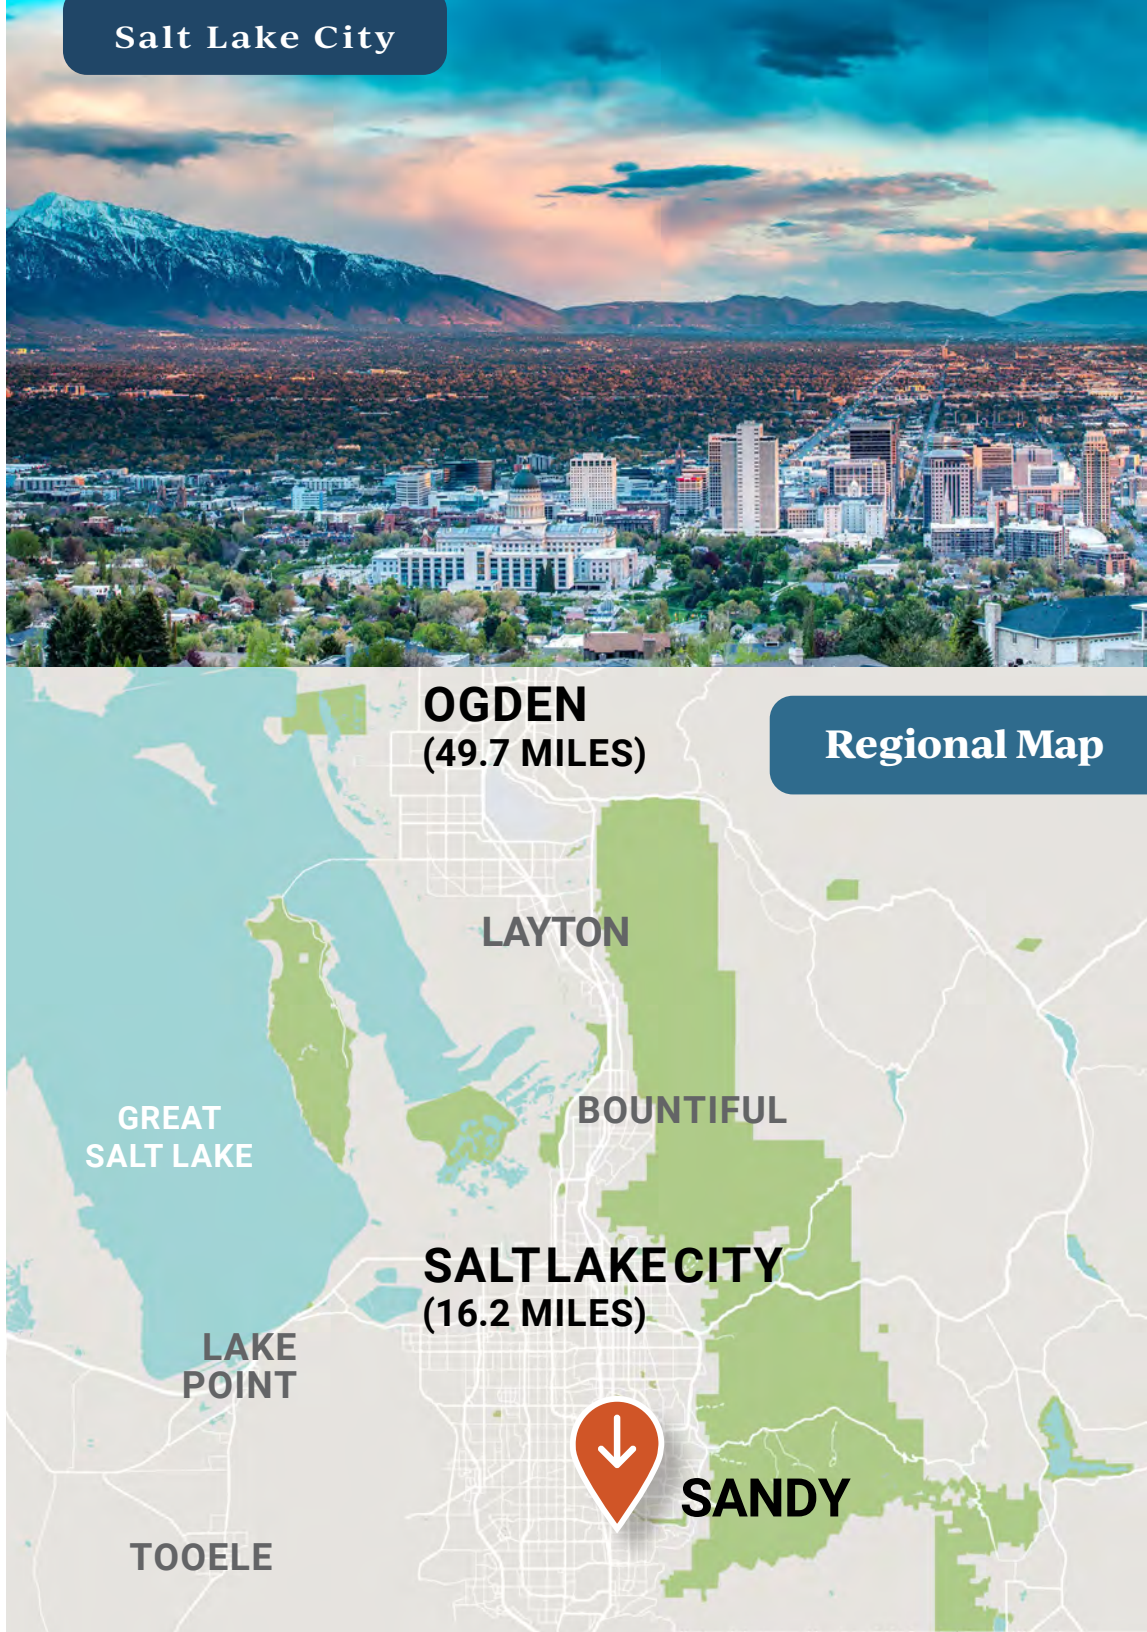 Salt Lake City
OGDEN
(49.7 MILES)
Regional Map
LAYTON
BOUNTIFUL
GREAT
SALT LAKE
SALT LAKE CITY
(16.2 MILES)
LAKE
POINT
SANDY
TOOELE